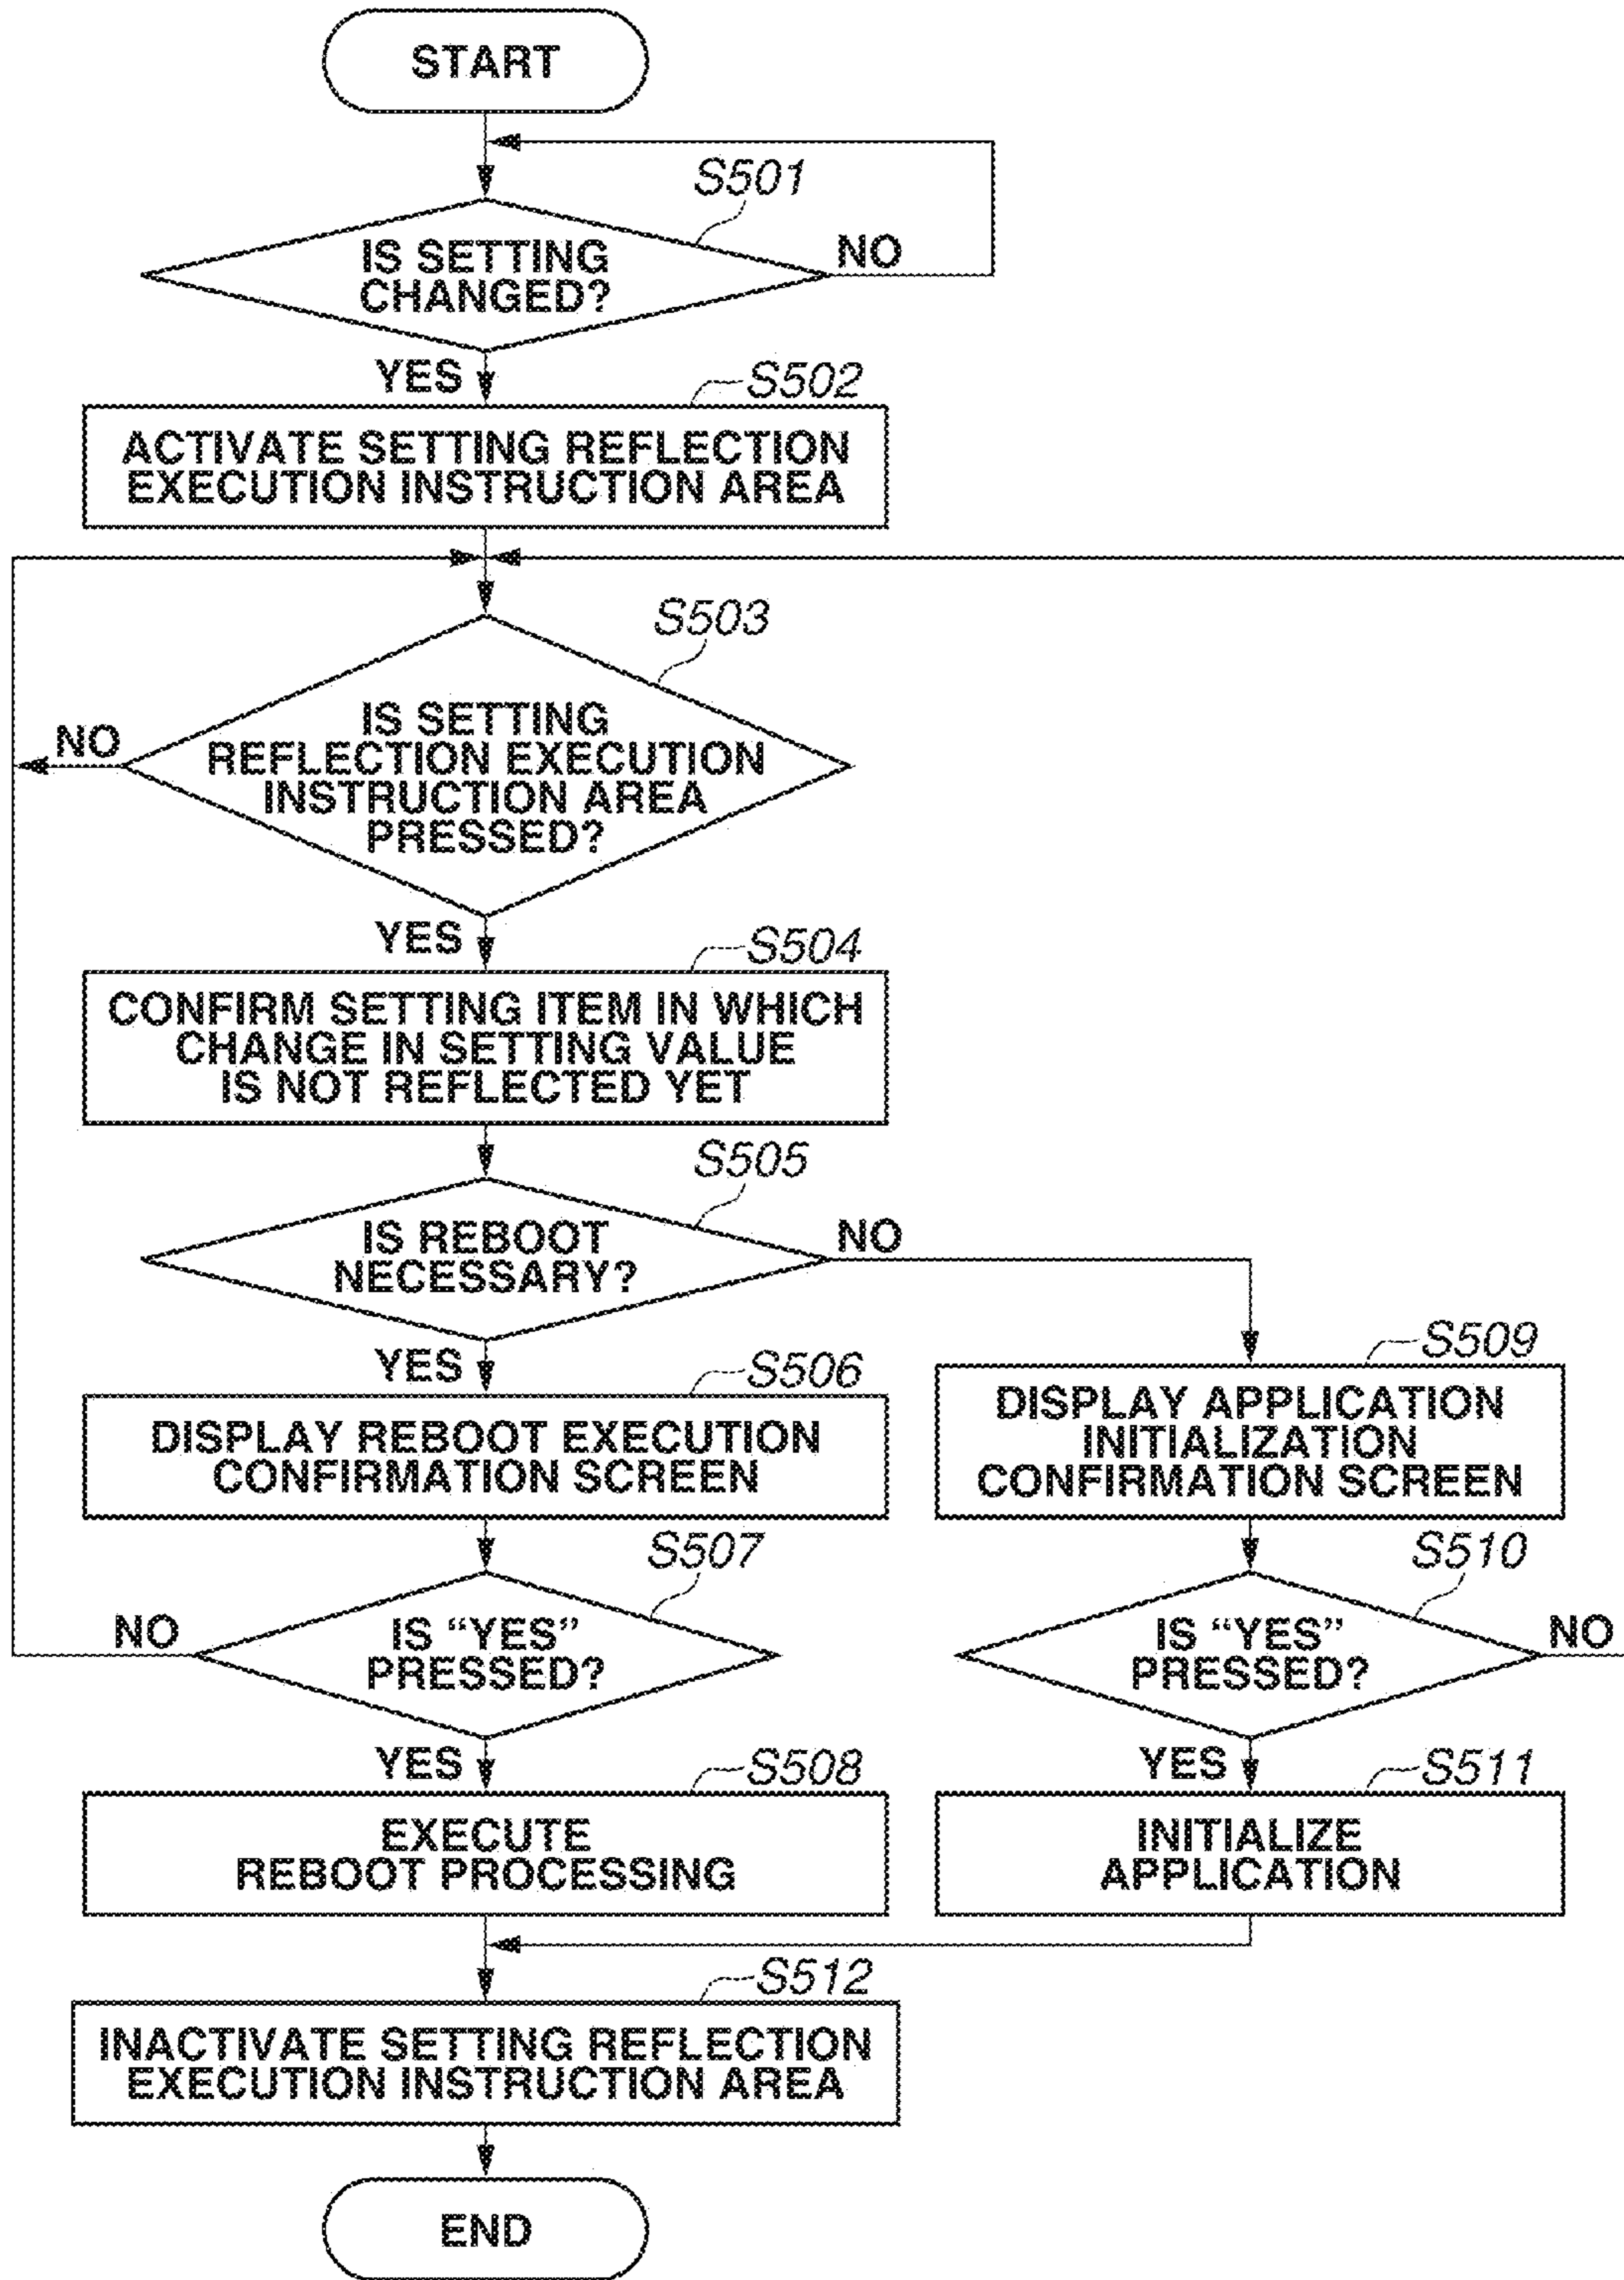 START
S501
IS SETTING
CHANGED?
NO
YES
S502
ACTIVATE SETTING REFLECTION
EXECUTION INSTRUCTION AREA
S503
IS SETTING
REFLECTION EXECUTION
INSTRUCTION AREA
PRESSED?
NO
YES
S504
CONFIRM SETTING ITEM IN WHICH
CHANGE IN SETTING VALUE
IS NOT REFLECTED YET
S505
IS REBOOT
NECESSARY?
NO
YES
S506
DISPLAY REBOOT EXECUTION
CONFIRMATION SCREEN
S507
IS “YES”
PRESSED?
NO
YES
S508
EXECUTE
REBOOT PROCESSING
S509
DISPLAY APPLICATION
INITIALIZATION
CONFIRMATION SCREEN
S510
IS “YES”
PRESSED?
NO
YES
S511
INITIALIZE
APPLICATION
S512
INACTIVATE SETTING REFLECTION
EXECUTION INSTRUCTION AREA
END